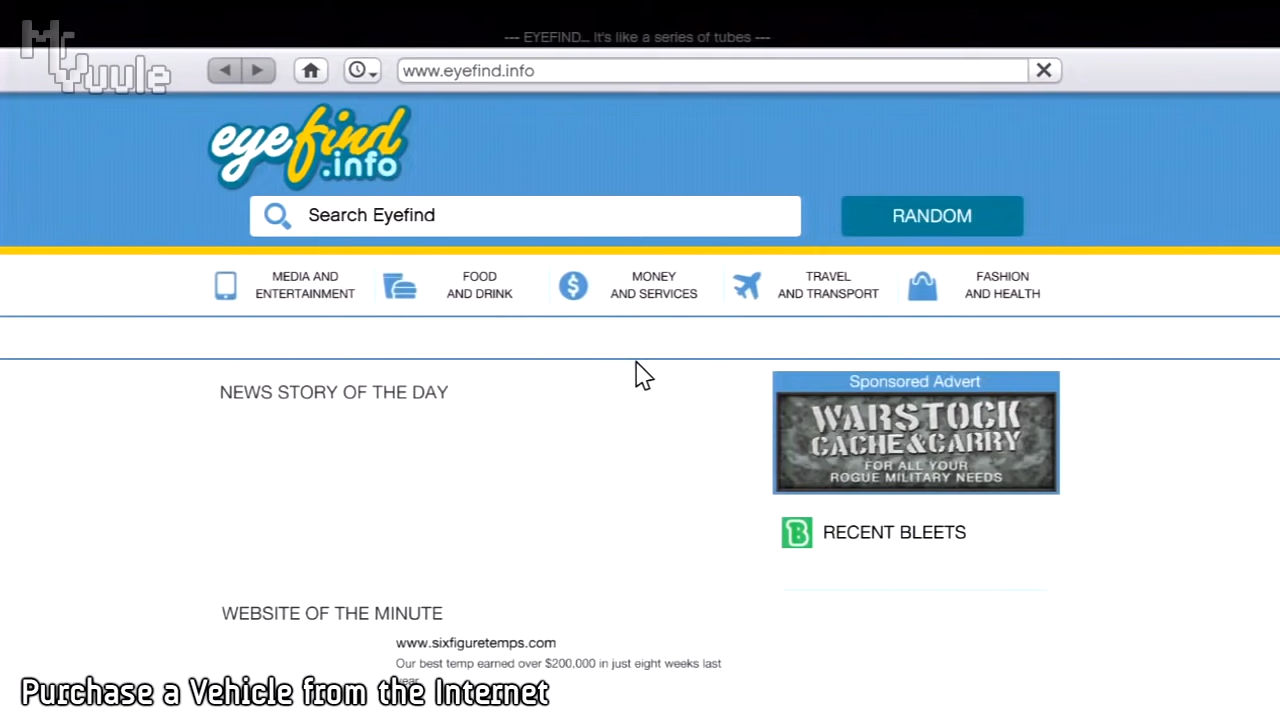 Mr
Yuule
--- EYEFIND... It's like a series of tubes ---
www.eyefind.info
eyefind
.info
Search Eyefind
RANDOM
MEDIA AND
ENTERTAINMENT
FOOD
AND DRINK
MONEY
AND SERVICES
TRAVEL
AND TRANSPORT
FASHION
AND HEALTH
NEWS STORY OF THE DAY
Sponsored Advert
WARSTOCK
CACHE&CARRY
FOR ALL YOUR
ROGUE MILITARY NEEDS
B RECENT BLEETS
WEBSITE OF THE MINUTE
www.sixfiguretemps.com
Our best temp earned over $200,000 in just eight weeks last
year
Purchase a Vehicle from the Internet